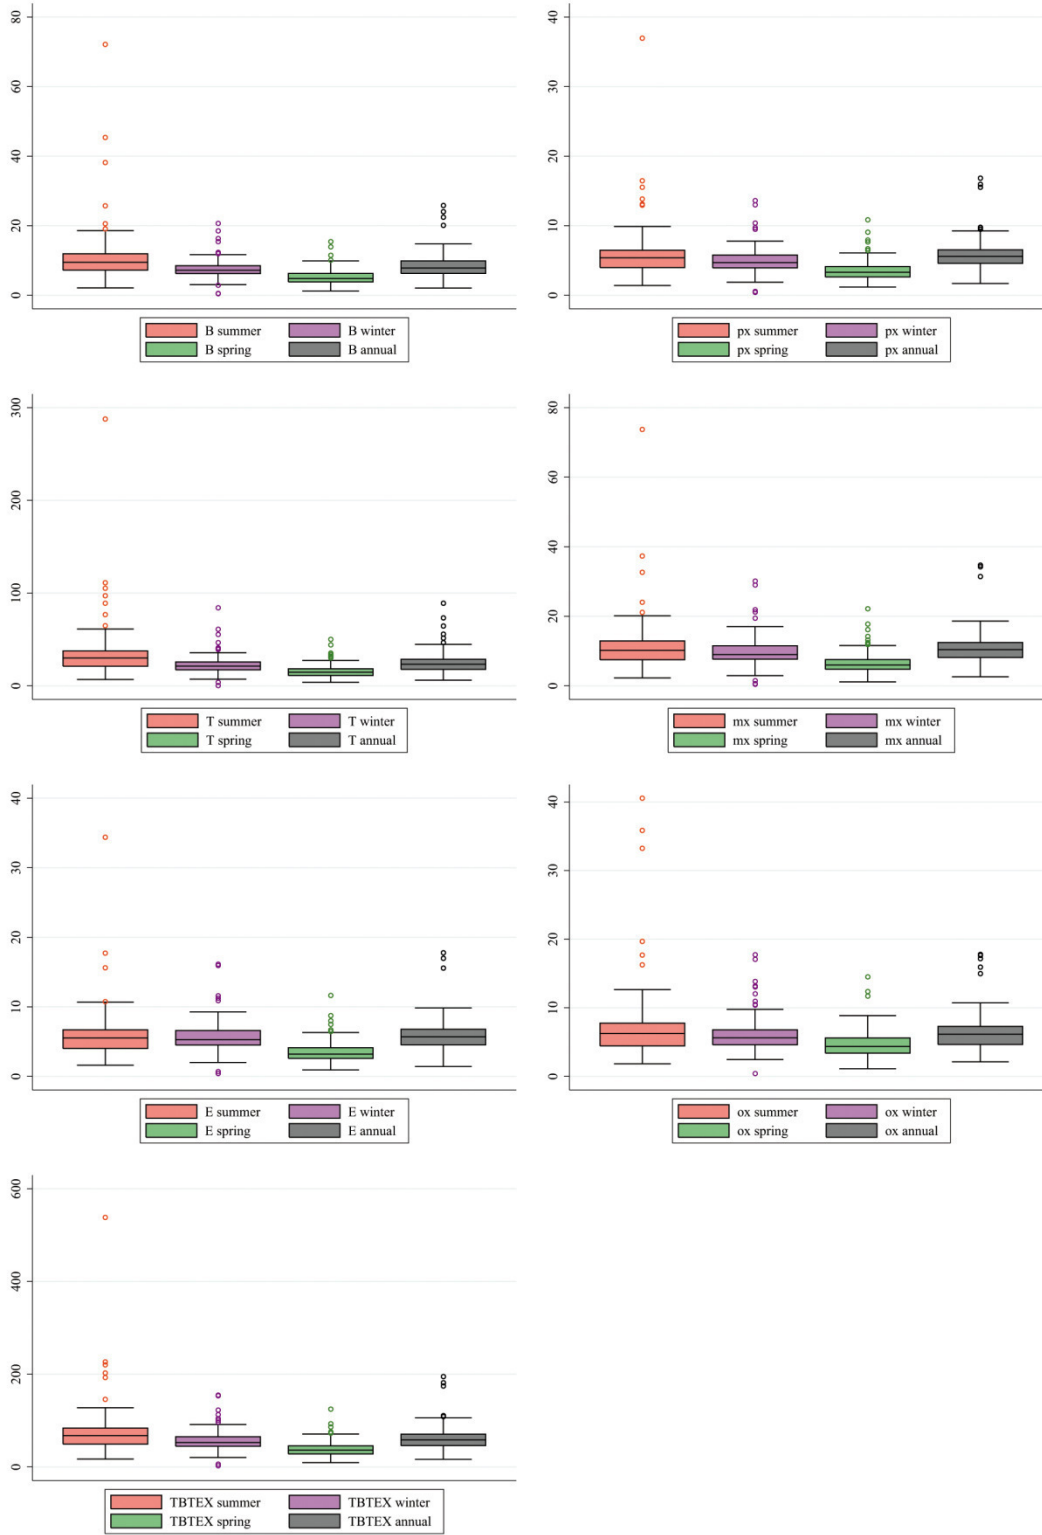 80
60
40
20
0
B summer B winter
B spring B annual
40
30
20
10
0
px summer px winter
px spring px annual
300
200
100
0
T summer T winter
T spring T annual
80
60
40
20
0
mx summer mx winter
mx spring mx annual
40
30
20
10
0
E summer E winter
E spring E annual
40
30
20
10
0
ox summer ox winter
ox spring ox annual
600
400
200
0
TBTEX summer TBTEX winter
TBTEX spring TBTEX annual